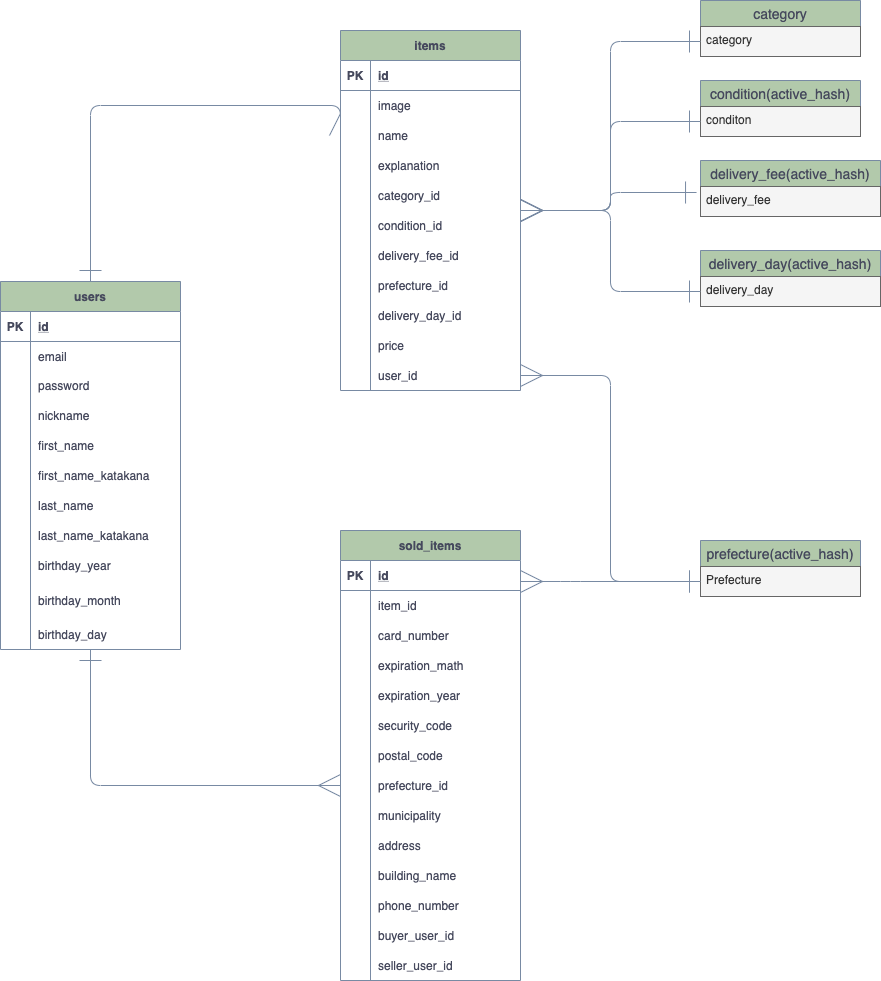 category
category
condition(active_hash)
conditon
delivery_fee(active_hash)
delivery_fee
delivery_day(active_hash)
delivery_day
items
PK id
image
name
explanation
category_id
condition_id
delivery_fee_id
prefecture_id
delivery_day_id
price
user_id
users
PK id
email
password
nickname
first_name
first_name_katakana
last_name
last_name_katakana
birthday_year
birthday_month
birthday_day
sold_items
PK id
item_id
card_number
expiration_math
expiration_year
security_code
postal_code
prefecture_id
municipality
address
building_name
phone_number
buyer_user_id
seller_user_id
prefecture(active_hash)
Prefecture